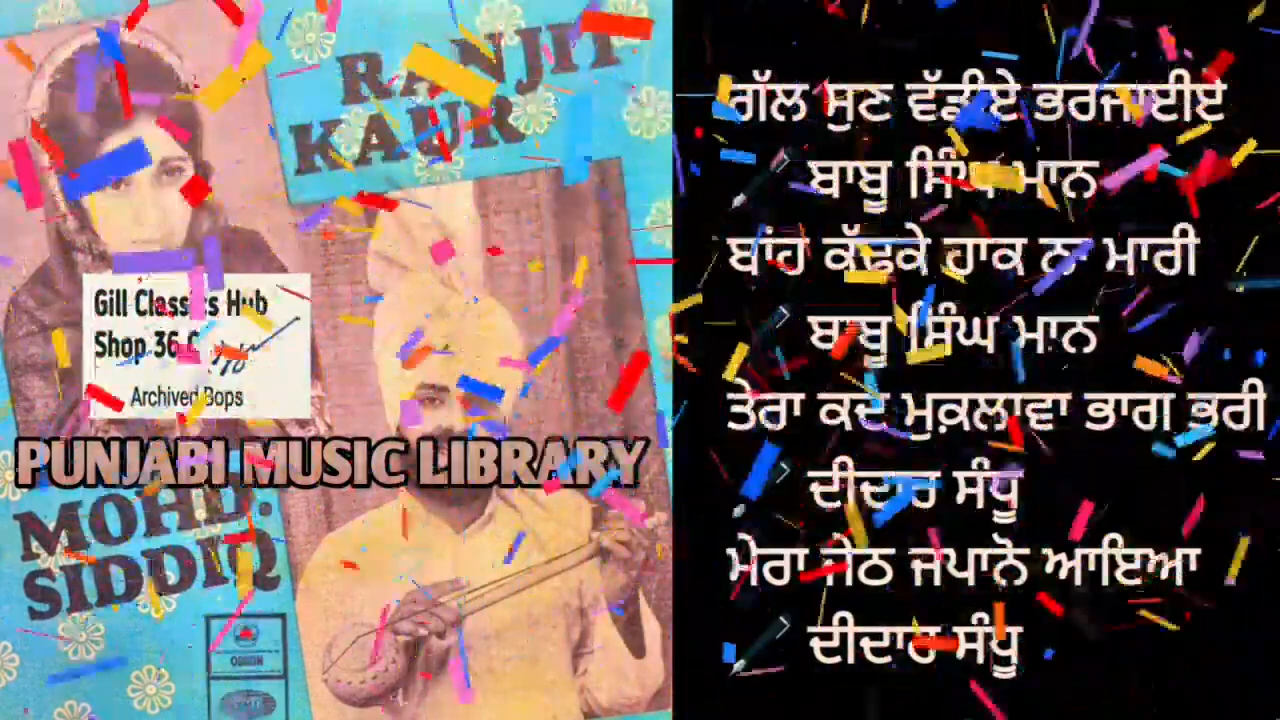 RANJIT
KAUR
Gill Classics Hub
Shop 36
Archived Bops
PUNJABI MUSIC LIBRARY
MOHD.
SIDDIQ
ODEON
ਗੱਲ ਸੁਣ ਵੱਡੀਏ ਭਰਜਾਈਏ
ਬਾਬੂ ਸਿੰਘ ਮਾਨ
ਬਾਂਹ ਕੱਢਕੇ ਹਾਕ ਨਾ ਮਾਰੀ
ਬਾਬੂ ਸਿੰਘ ਮਾਨ
ਤੇਰਾ ਕਦ ਮੁਕਲਾਵਾ ਭਾਗ ਭਰੀ
ਦੀਦਾਰ ਸੰਧੂ
ਮੇਰਾ ਜੇਠ ਜਪਾਨੋ ਆਇਆ
ਦੀਦਾਰ ਸੰਧੂ